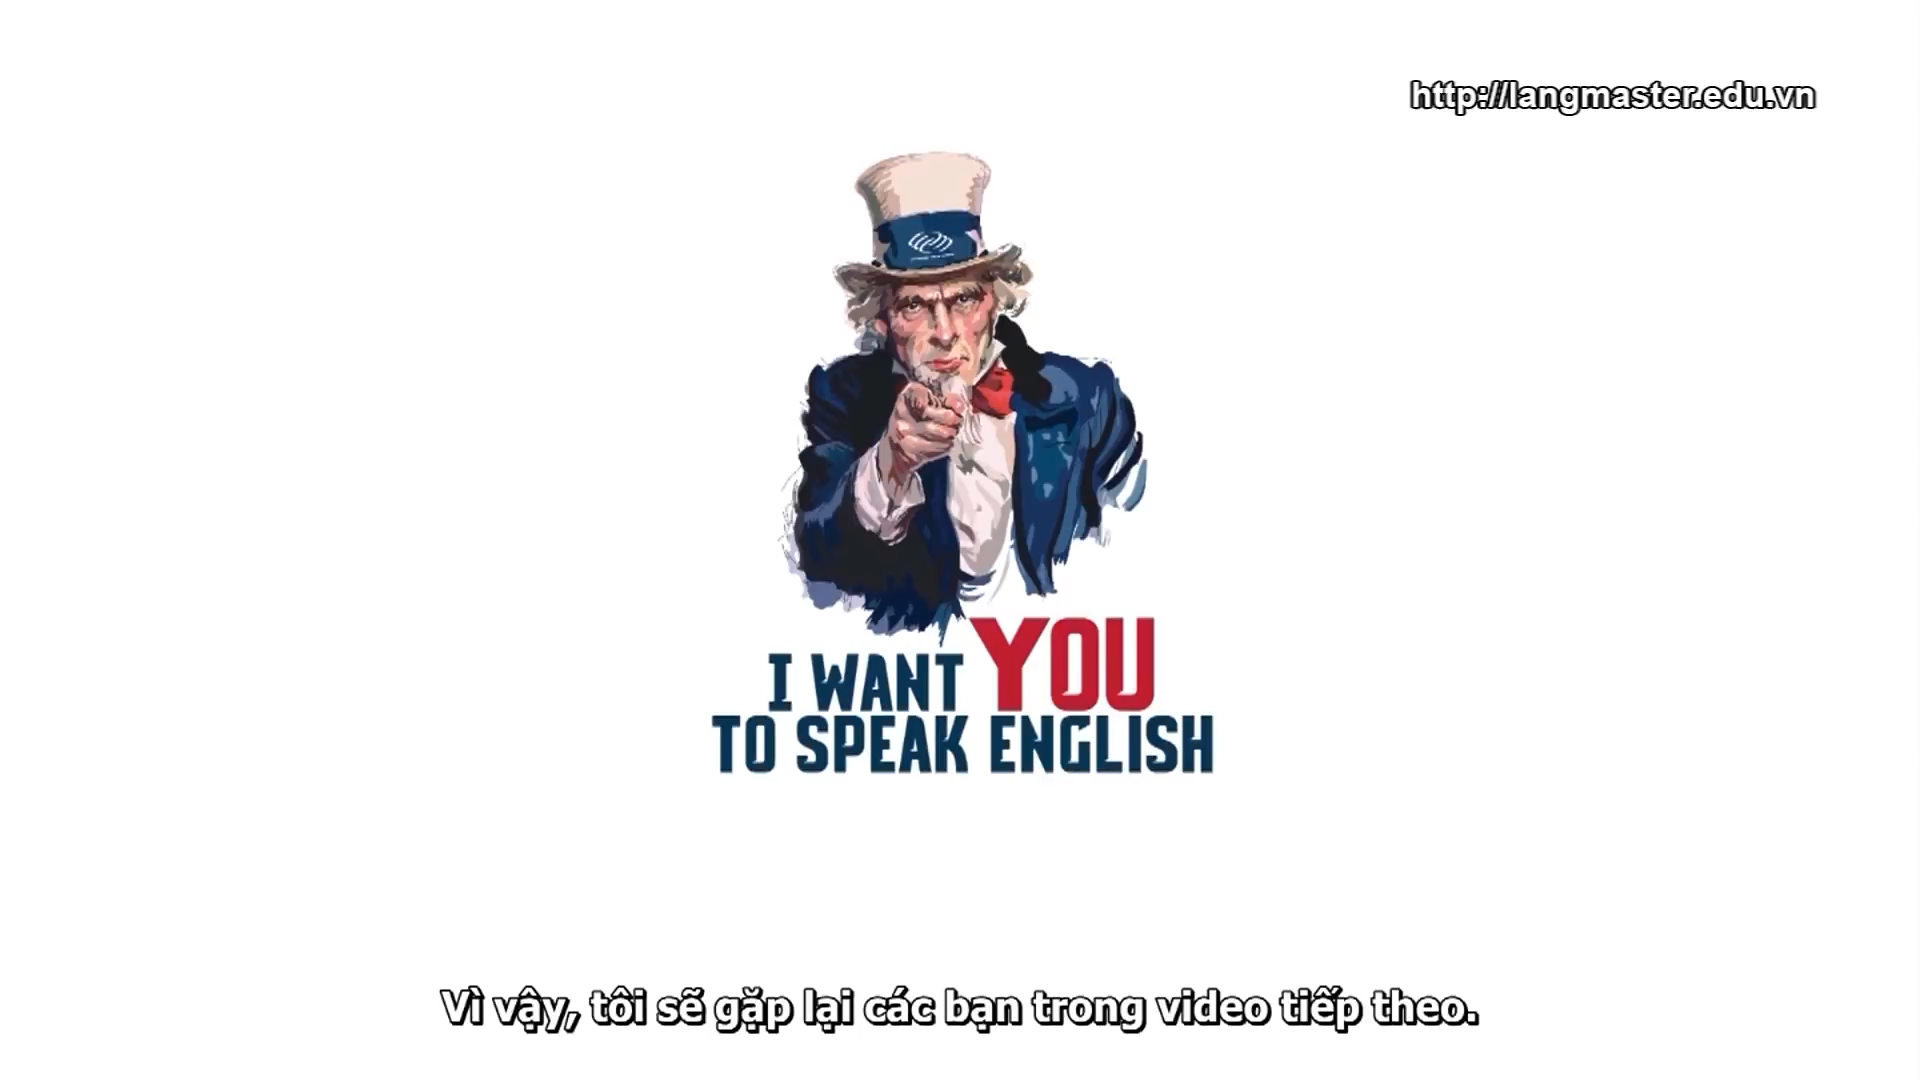 http://langmaster.edu.vn
I WANT YOU
TO SPEAK ENGLISH
Vì vậy, tôi sẽ gặp lại các bạn trong video tiếp theo.